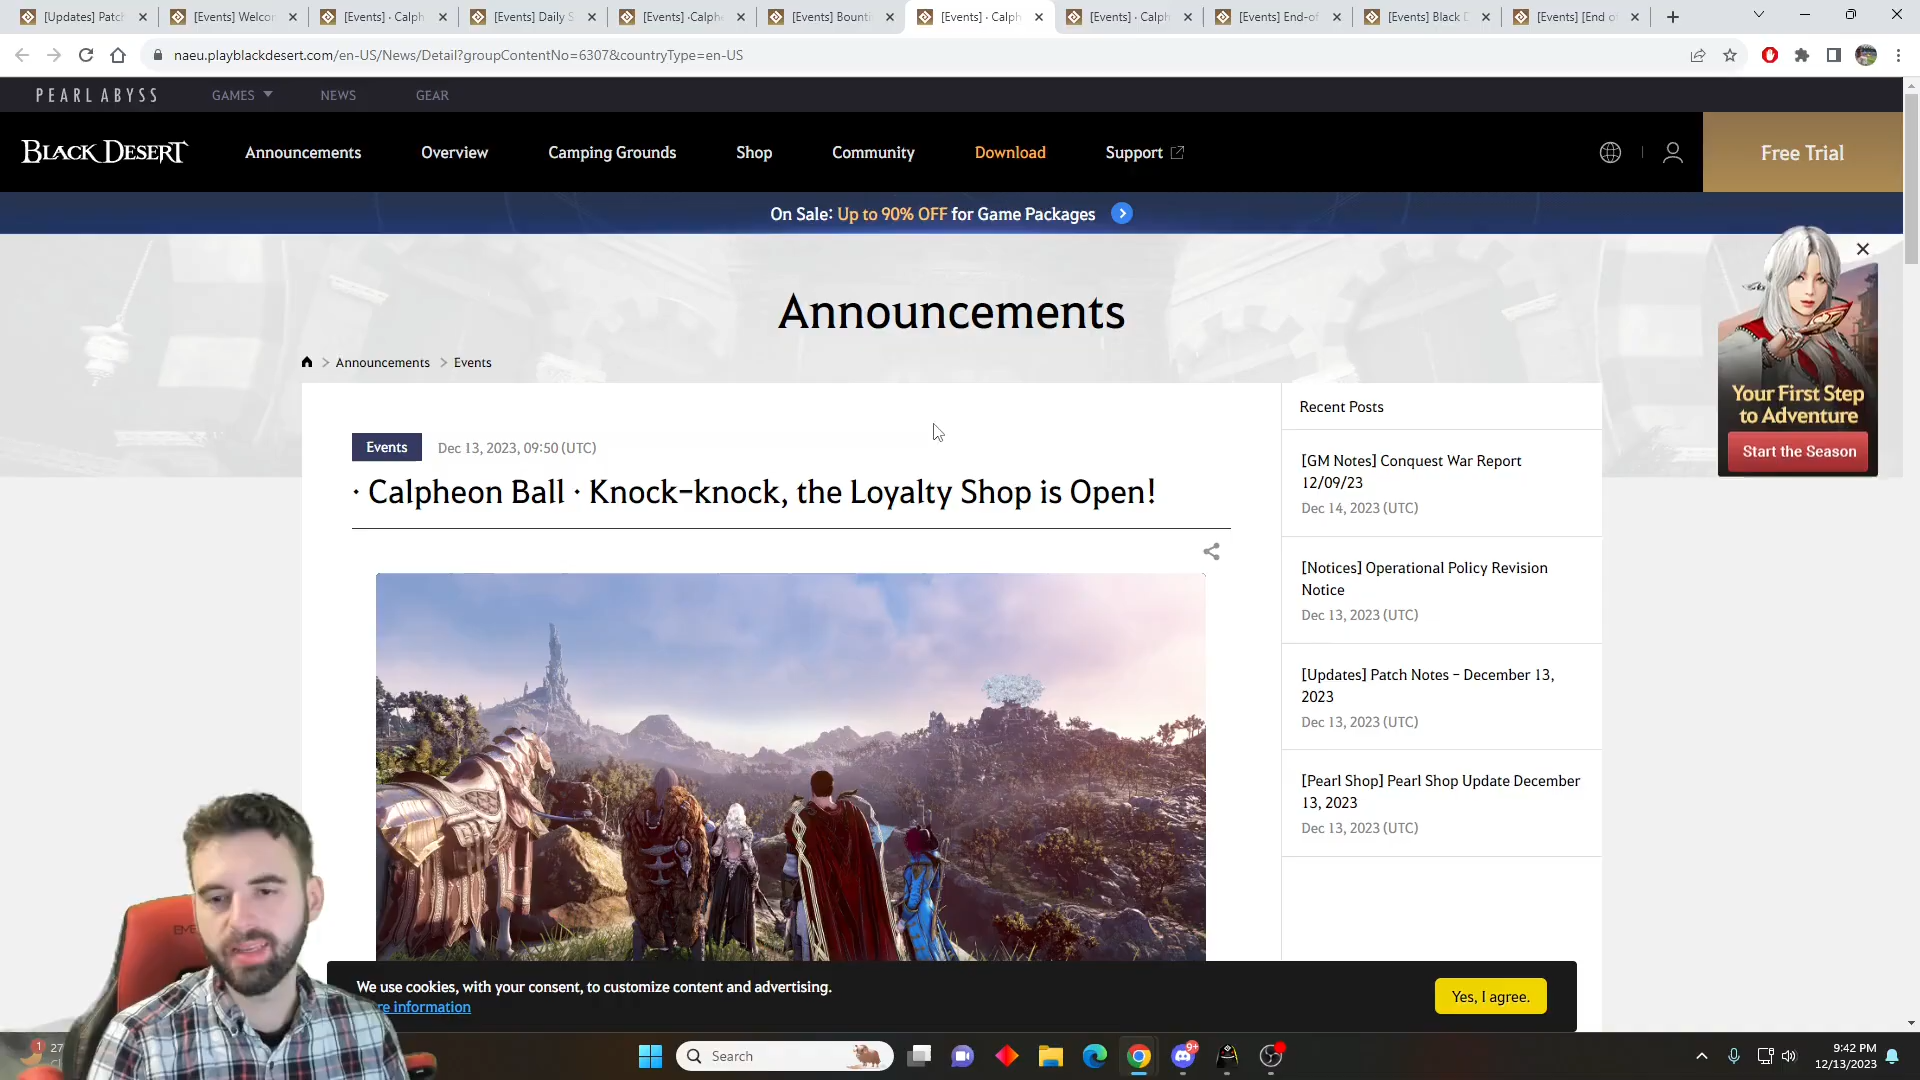 [Updates] Patch
[Events] Welcor
[Events] · Calph
[Events] Daily S
[Events] ·Calph
[Events] Bounti
[Events] · Calph
[Events] · Calph
[Events] End-of
[Events] Black D
[Events] [End o
naeu.playblackdesert.com/en-US/News/Detail?groupContentNo=6307&countryType=en-US
PEARL ABYSS
GAMES
NEWS
GEAR
BLACK DESERT
Announcements
Overview
Camping Grounds
Shop
Community
Download
Support
Free Trial
On Sale: Up to 90% OFF for Game Packages
Announcements
Announcements > Events
Your First Step
to Adventure
Start the Season
Events
Dec 13, 2023, 09:50 (UTC)
· Calpheon Ball · Knock-knock, the Loyalty Shop is Open!
Recent Posts
[GM Notes] Conquest War Report
12/09/23
Dec 14, 2023 (UTC)
[Notices] Operational Policy Revision
Notice
Dec 13, 2023 (UTC)
[Updates] Patch Notes – December 13,
2023
Dec 13, 2023 (UTC)
[Pearl Shop] Pearl Shop Update December
13, 2023
Dec 13, 2023 (UTC)
We use cookies, with your consent, to customize content and advertising.
re information
Yes, I agree.
1
27
Search
9+
9:42 PM
12/13/2023